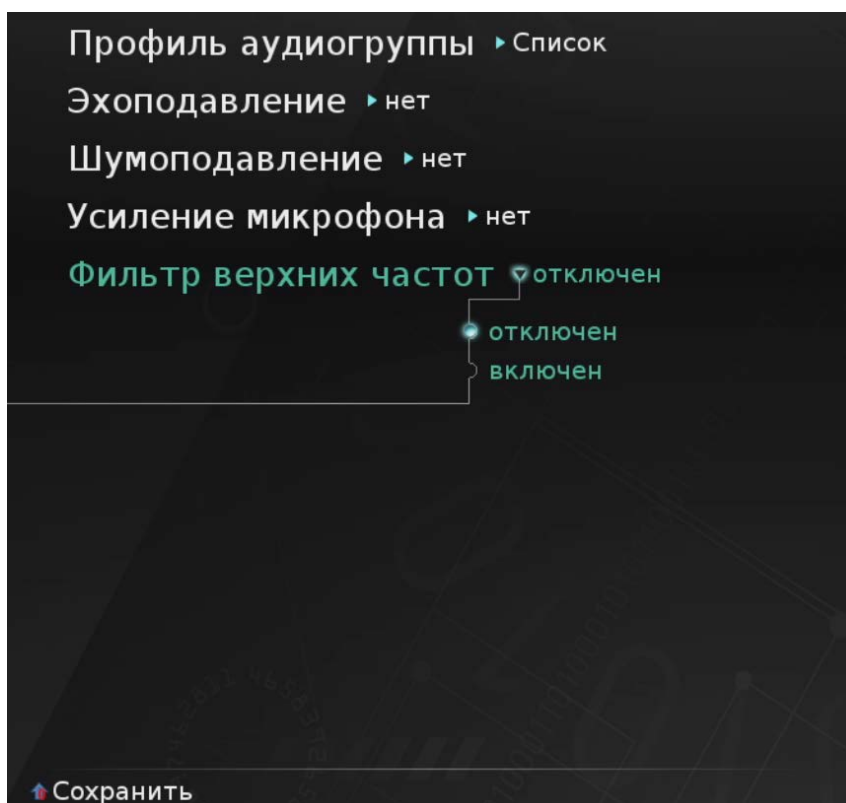 Профиль аудиогруппы Список
Эхоподавление нет
Шумоподавление нет
Усиление микрофона нет
Фильтр верхних частот отключен
отключен
включен
Сохранить